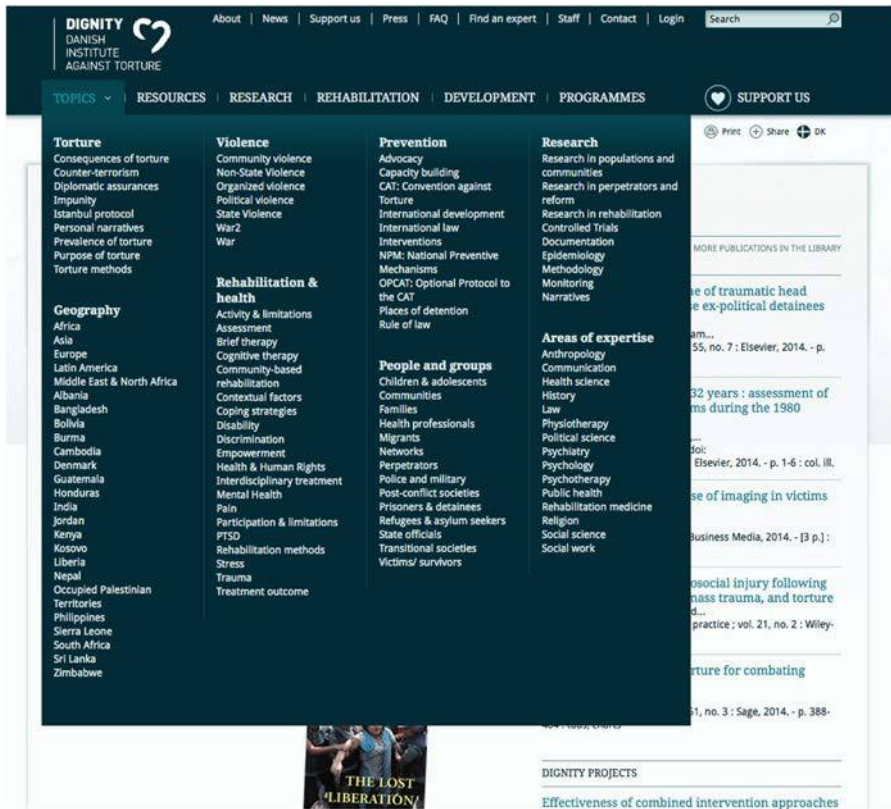 DIGNITY
DANISH
INSTITUTE
AGAINST TORTURE
About | News | Support us | Press | FAQ | Find an expert | Staff | Contact | Login
Search
TOPICS
RESOURCES
RESEARCH
REHABILITATION
DEVELOPMENT
PROGRAMMES
SUPPORT US
Print
Share
DK
Torture
Consequences of torture
Counter-terrorism
Diplomatic assurances
Impunity
Istanbul protocol
Personal narratives
Prevalence of torture
Purpose of torture
Torture methods
Geography
Africa
Asia
Europe
Latin America
Middle East & North Africa
Albania
Bangladesh
Bolivia
Burma
Cambodia
Denmark
Guatemala
Honduras
India
Jordan
Kenya
Kosovo
Liberia
Nepal
Occupied Palestinian
Territories
Philippines
Sierra Leone
South Africa
Sri Lanka
Zimbabwe
Violence
Community violence
Non-State Violence
Organized violence
Political violence
State Violence
War2
War
Rehabilitation &
health
Activity & limitations
Assessment
Brief therapy
Cognitive therapy
Community-based
rehabilitation
Contextual factors
Coping strategies
Disability
Discrimination
Empowerment
Health & Human Rights
Interdisciplinary treatment
Mental Health
Pain
Participation & limitations
PTSD
Rehabilitation methods
Stress
Trauma
Treatment outcome
Prevention
Advocacy
Capacity building
CAT: Convention against
Torture
International development
International law
Interventions
NPM: National Preventive
Mechanisms
OPCAT: Optional Protocol to
the CAT
Places of detention
Rule of law
People and groups
Children & adolescents
Communities
Families
Health professionals
Migrants
Networks
Perpetrators
Police and military
Post-conflict societies
Prisoners & detainees
Refugees & asylum seekers
State officials
Transitional societies
Victims/ survivors
Research
Research in populations and
communities
Research in perpetrators and
reform
Research in rehabilitation
Controlled Trials
Documentation
Epidemiology
Methodology
Monitoring
Narratives
Areas of expertise
Anthropology
Communication
Health science
History
Law
Physiotherapy
Political science
Psychiatry
Psychology
Psychotherapy
Public health
Rehabilitation medicine
Religion
Social science
Social work
MORE PUBLICATIONS IN THE LIBRARY
of traumatic head
ex-political detainees
55, no. 7 : Elsevier, 2014. - p.
32 years : assessment of
during the 1980
doi:
Elsevier, 2014. - p. 1-6 : col. ill.
of imaging in victims
Business Media, 2014. - [3 p.] :
injury following
mass trauma, and torture
practice ; vol. 21, no. 2 : Wiley-
for combating
51, no. 3 : Sage, 2014. - p. 388-
THE LOST
'LIBERATION'
DIGNITY PROJECTS
Effectiveness of combined intervention approaches